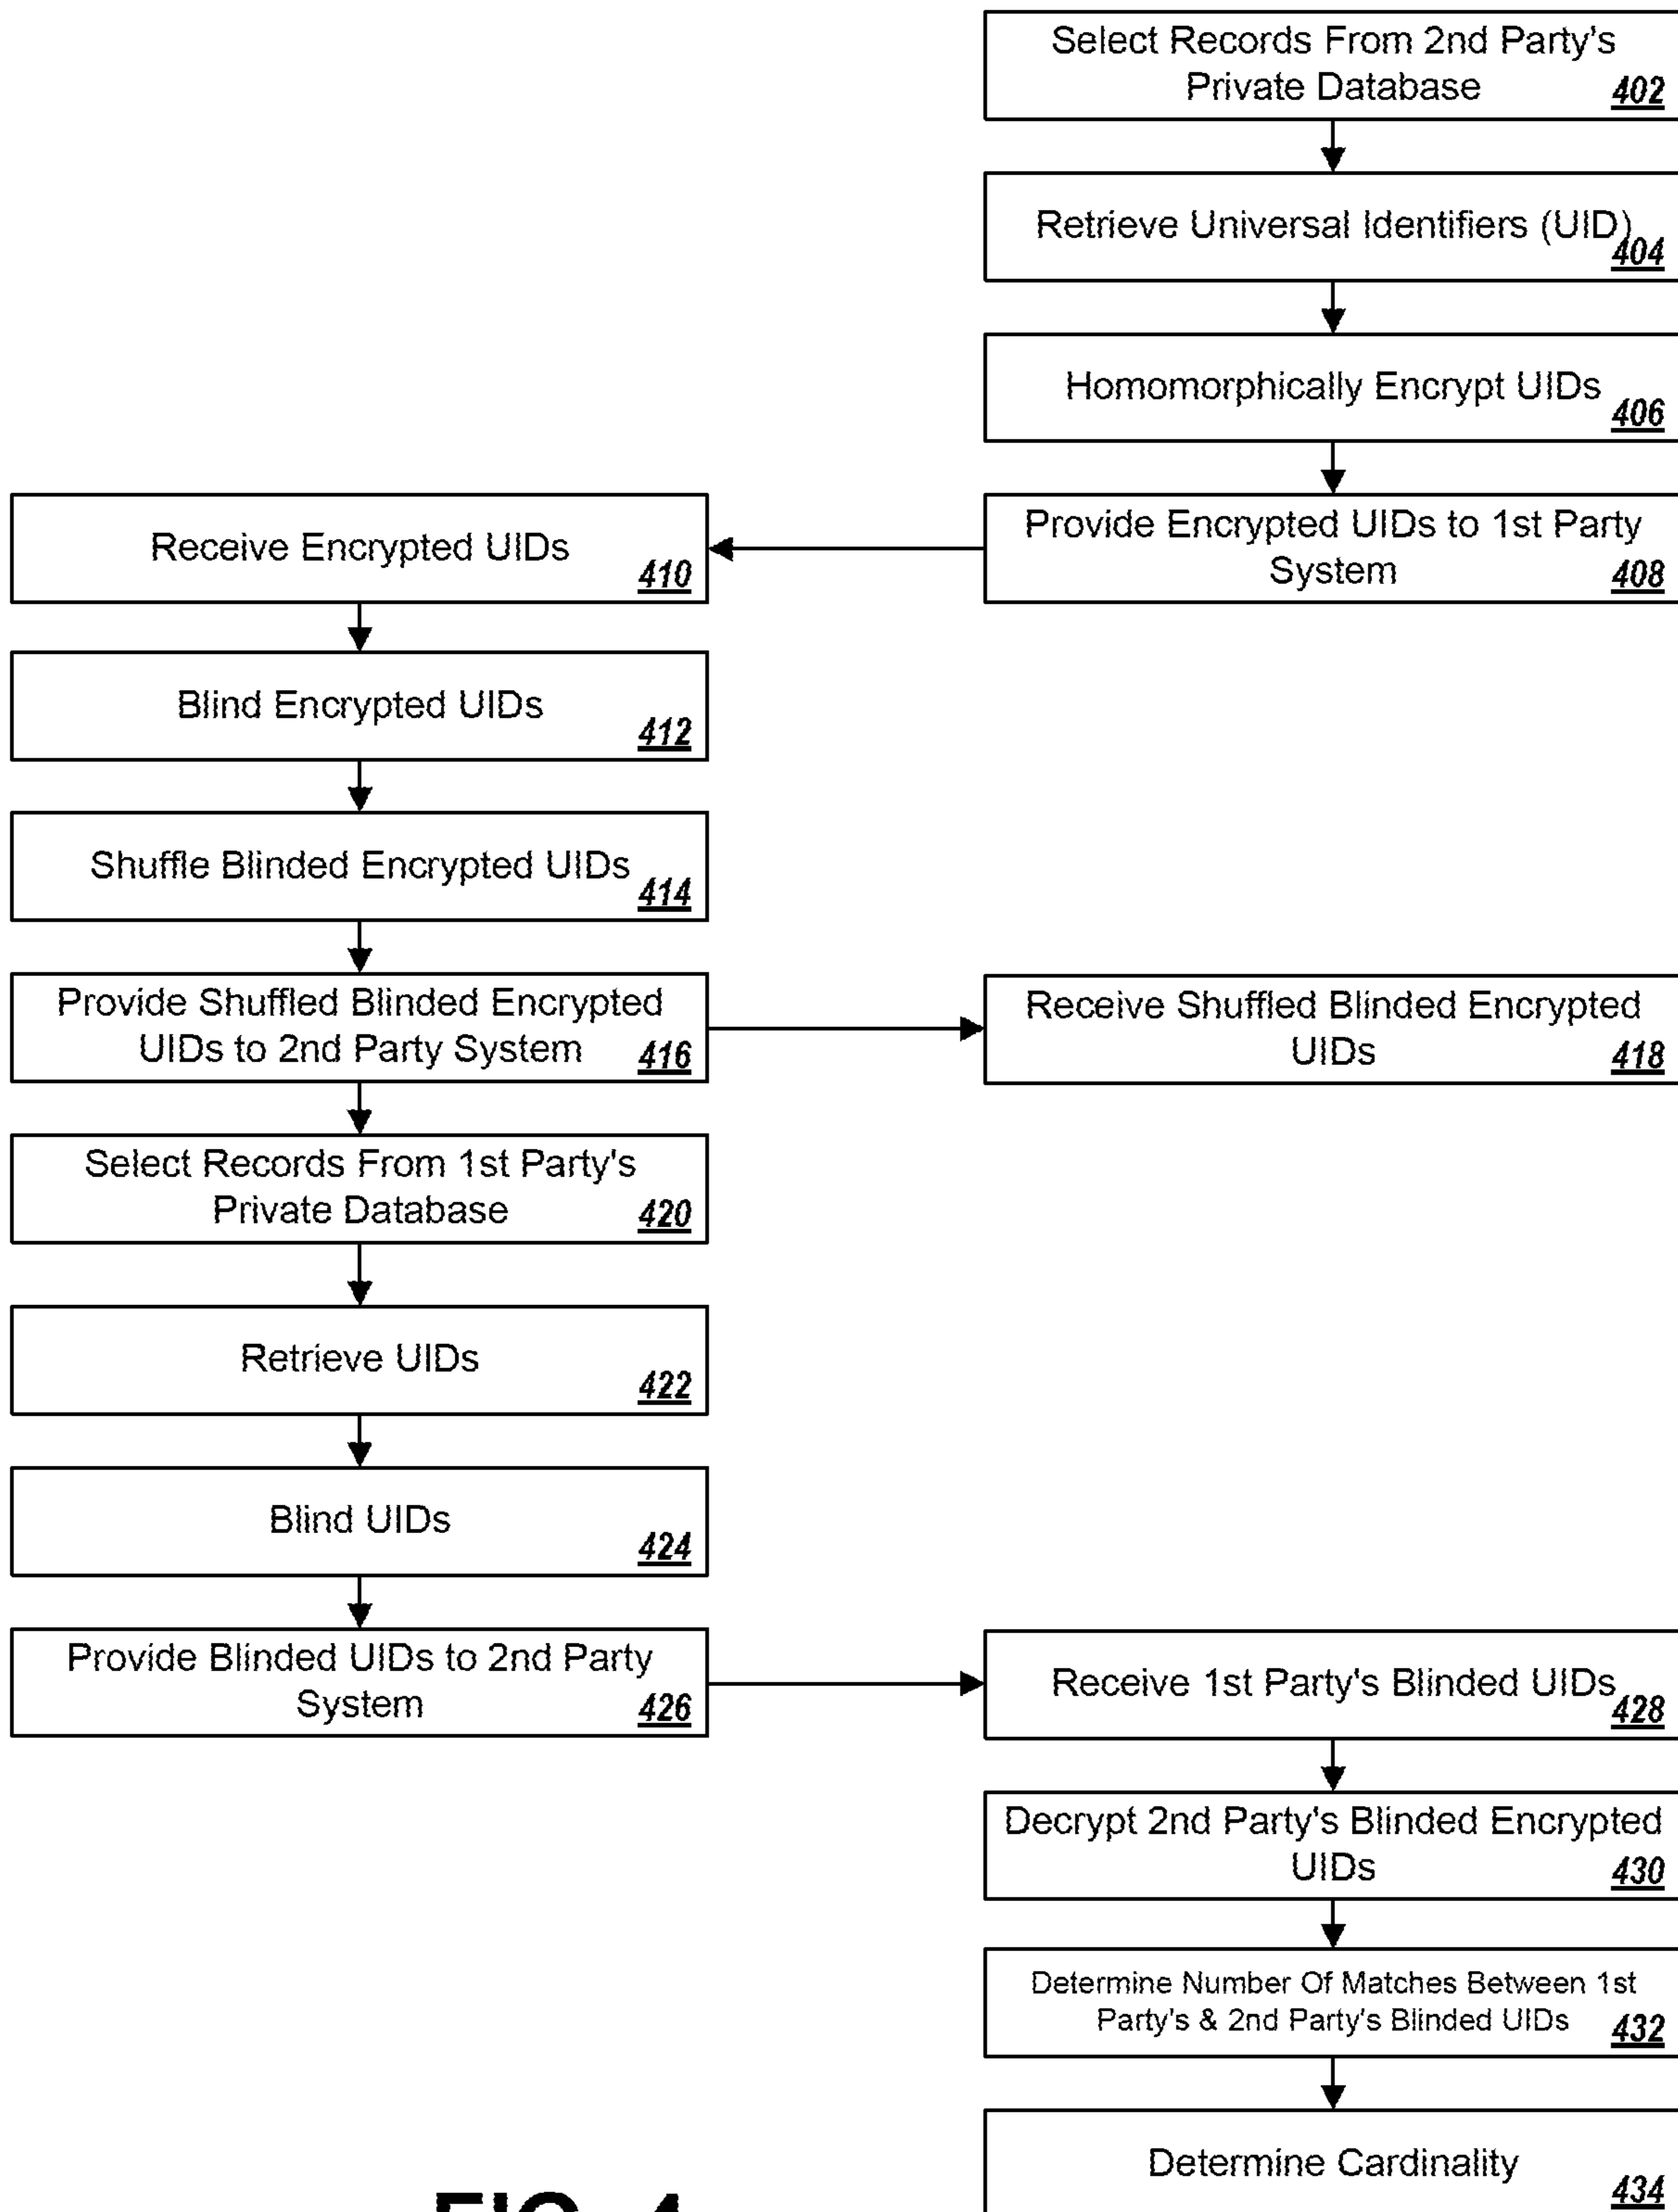 Select Records From 2nd Party's
Private Database 402
Retrieve Universal Identifiers (UID)
404
Homomorphically Encrypt UIDs
406
Provide Encrypted UIDs to 1st Party
System 408
Receive Encrypted UIDs
410
Blind Encrypted UIDs
412
Shuffle Blinded Encrypted UIDs
414
Provide Shuffled Blinded Encrypted
UIDs to 2nd Party System 416
Receive Shuffled Blinded Encrypted
UIDs 418
Select Records From 1st Party's
Private Database 420
Retrieve UIDs
422
Blind UIDs
424
Provide Blinded UIDs to 2nd Party
System 426
Receive 1st Party's Blinded UIDs
428
Decrypt 2nd Party's Blinded Encrypted
UIDs 430
Determine Number Of Matches Between 1st
Party's & 2nd Party's Blinded UIDs 432
Determine Cardinality
434
FIG. 4